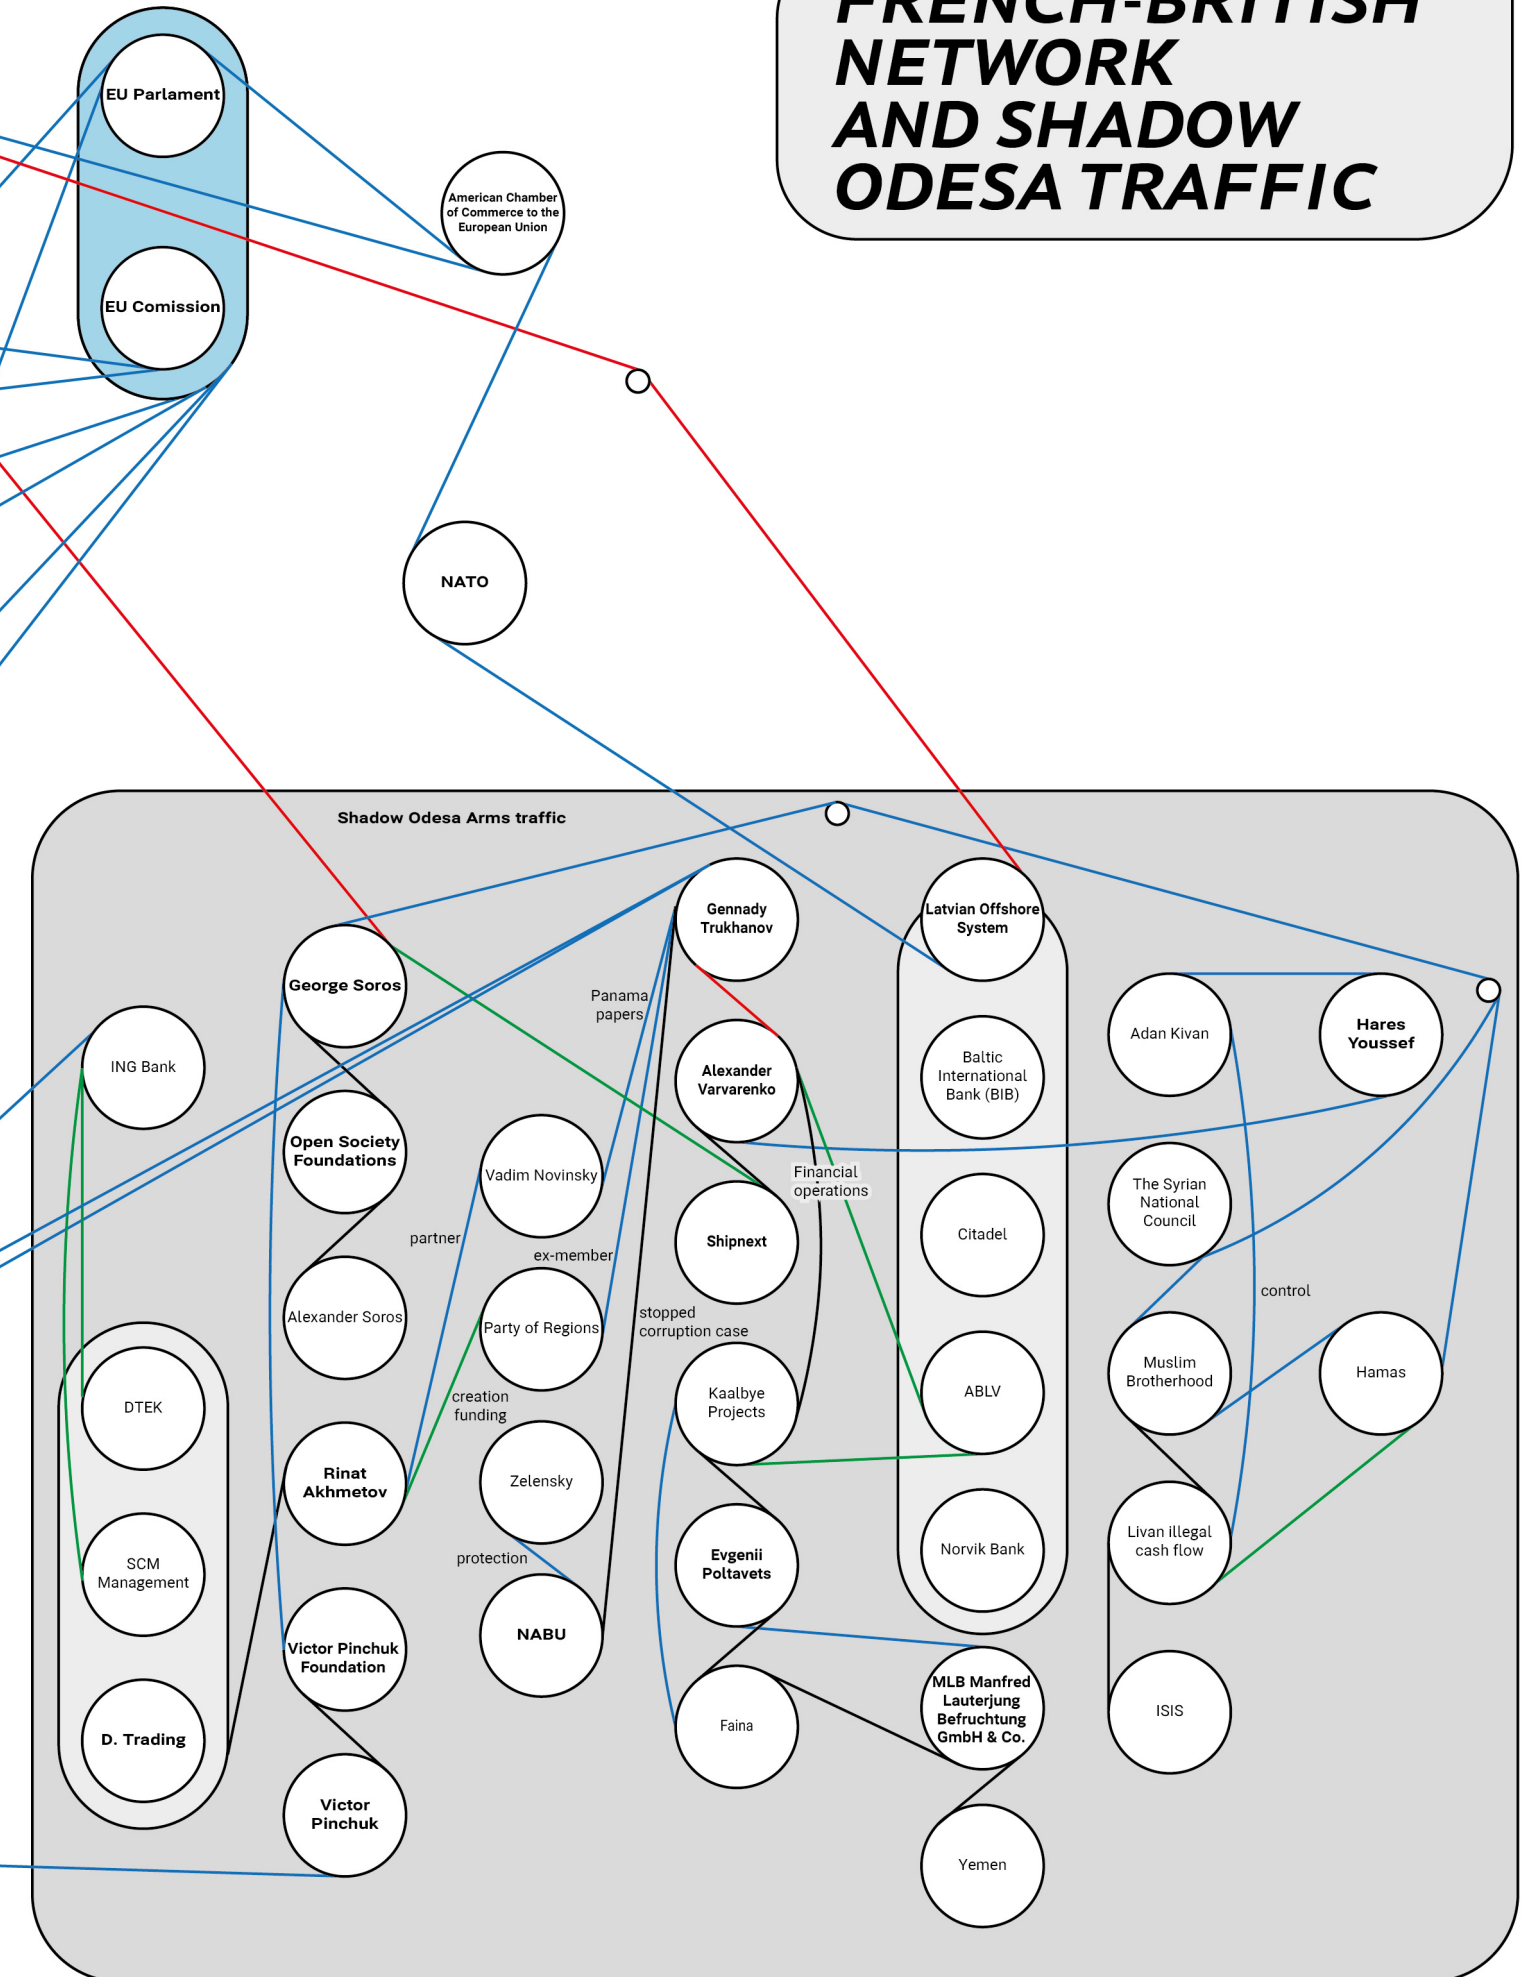 FRENCH-BRITISH
NETWORK
AND SHADOW
ODESA TRAFFIC
EU Parlament
American Chamber
of Commerce to the
European Union
EU Comission
NATO
Shadow Odesa Arms traffic
Gennady
Trukhanov
Latvian Offshore
System
George Soros
Panama
papers
Adan Kivan
Hares
Youssef
ING Bank
Alexander
Varvarenko
Baltic
International
Bank (BIB)
Open Society
Foundations
Vadim Novinsky
Financial
operations
The Syrian
National
Council
partner
ex-member
Shipnext
Citadel
control
Alexander Soros
Party of Regions
stopped
corruption case
Muslim
Brotherhood
Hamas
DTEK
creation
funding
Kaalbye
Projects
ABLV
Rinat
Akhmetov
Zelensky
Livan illegal
cash flow
SCM
Management
protection
Evgenii
Poltavets
Norvik Bank
NABU
Victor Pinchuk
Foundation
MLB Manfred
Lauterjung
Befruchtung
GmbH & Co.
D. Trading
Faina
ISIS
Victor
Pinchuk
Yemen